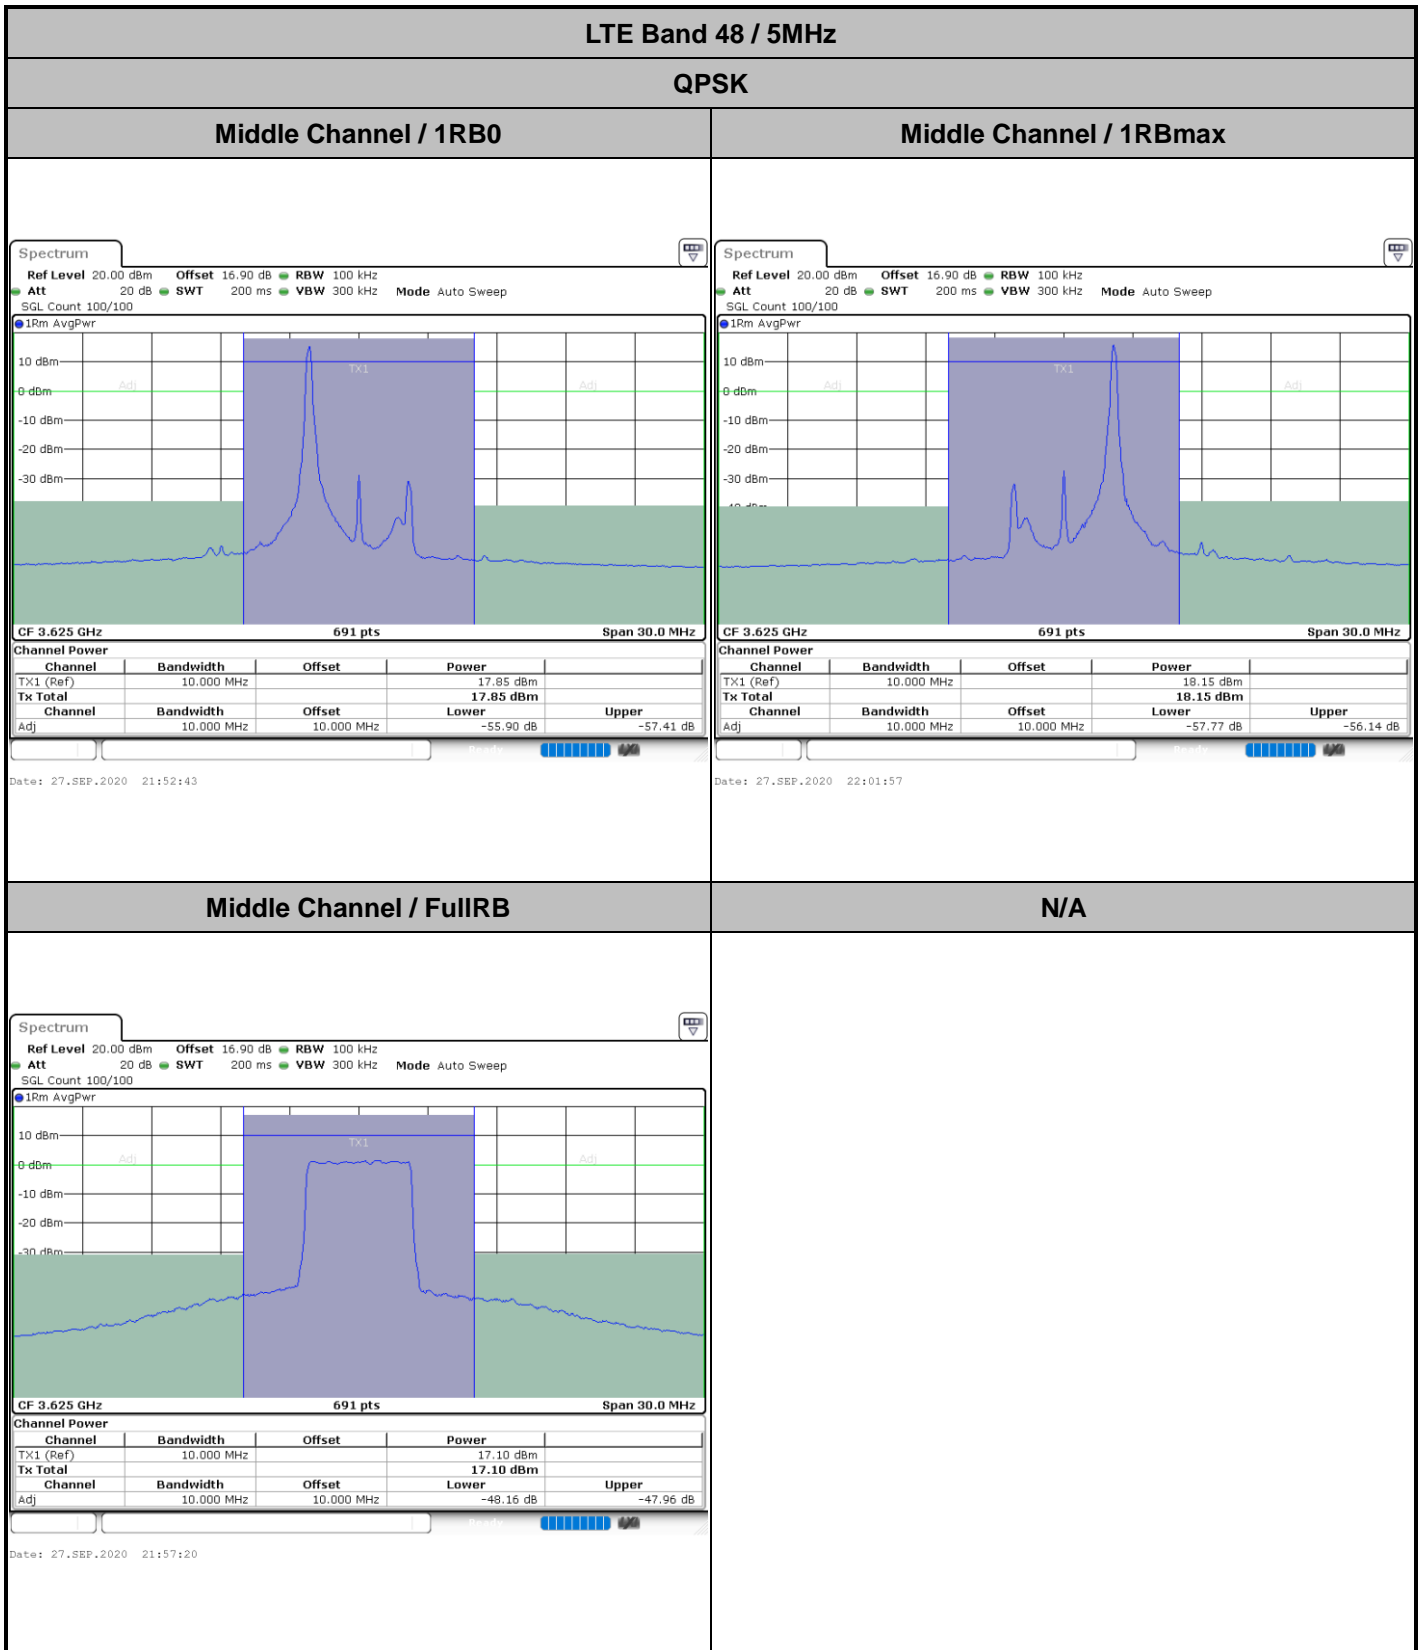 LTE Band 48 / 5MHz
QPSK
Middle Channel / 1RB0
Middle Channel / 1RBmax
Spectrum
Ref Level 20.00 dBm Offset 16.90 dB RBW 100 kHz
Att 20 dB SWT 200 ms VBW 300 kHz Mode Auto Sweep
SGL Count 100/100
1Rm AvgPwr
10 dBm
TX1
Adj
Adj
0 dBm
-10 dBm
-20 dBm
-30 dBm
CF 3.625 GHz 691 pts Span 30.0 MHz
Channel Power
Channel Bandwidth Offset Power
TX1 (Ref) 10.000 MHz 17.85 dBm
Tx Total 17.85 dBm
Channel Bandwidth Offset Lower Upper
Adj 10.000 MHz 10.000 MHz -55.90 dB -57.41 dB
Ready
Date: 27.SEP.2020 21:52:43
Spectrum
Ref Level 20.00 dBm Offset 16.90 dB RBW 100 kHz
Att 20 dB SWT 200 ms VBW 300 kHz Mode Auto Sweep
SGL Count 100/100
1Rm AvgPwr
10 dBm
TX1
Adj
Adj
0 dBm
-10 dBm
-20 dBm
-30 dBm
-40 dBm
CF 3.625 GHz 691 pts Span 30.0 MHz
Channel Power
Channel Bandwidth Offset Power
TX1 (Ref) 10.000 MHz 18.15 dBm
Tx Total 18.15 dBm
Channel Bandwidth Offset Lower Upper
Adj 10.000 MHz 10.000 MHz -57.77 dB -56.14 dB
Ready
Date: 27.SEP.2020 22:01:57
Middle Channel / FullRB
N/A
Spectrum
Ref Level 20.00 dBm Offset 16.90 dB RBW 100 kHz
Att 20 dB SWT 200 ms VBW 300 kHz Mode Auto Sweep
SGL Count 100/100
1Rm AvgPwr
10 dBm
TX1
Adj
Adj
0 dBm
-10 dBm
-20 dBm
-30 dBm
CF 3.625 GHz 691 pts Span 30.0 MHz
Channel Power
Channel Bandwidth Offset Power
TX1 (Ref) 10.000 MHz 17.10 dBm
Tx Total 17.10 dBm
Channel Bandwidth Offset Lower Upper
Adj 10.000 MHz 10.000 MHz -48.16 dB -47.96 dB
Ready
Date: 27.SEP.2020 21:57:20